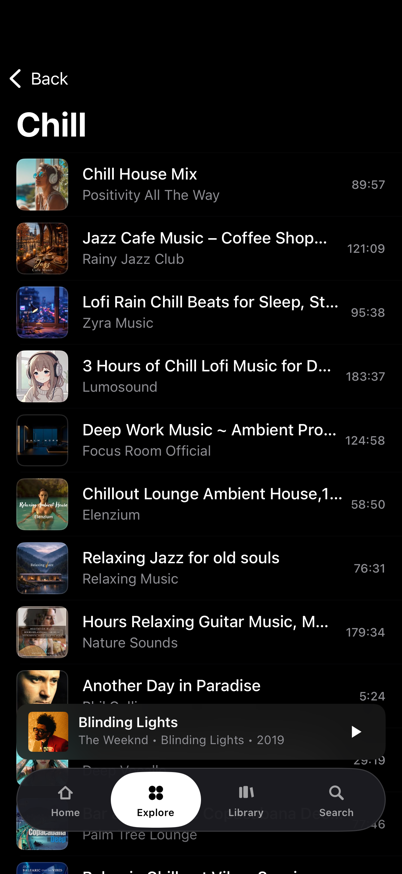 Back
Chill
Chill House Mix
Positivity All The Way
89:57
Jazz Cafe Music – Coffee Shop...
Rainy Jazz Club
121:09
Lofi Rain Chill Beats for Sleep, St...
Zyra Music
95:38
3 Hours of Chill Lofi Music for D...
Lumosound
183:37
Deep Work Music ~ Ambient Pro...
Focus Room Official
124:58
Chillout Lounge Ambient House,1...
Elenzium
58:50
Relaxing Jazz for old souls
Relaxing Music
76:31
Hours Relaxing Guitar Music, M...
Nature Sounds
179:34
Another Day in Paradise
5:24
Blinding Lights
The Weeknd • Blinding Lights • 2019
29:19
Home
Explore
Library
Search
Palm Tree Lounge